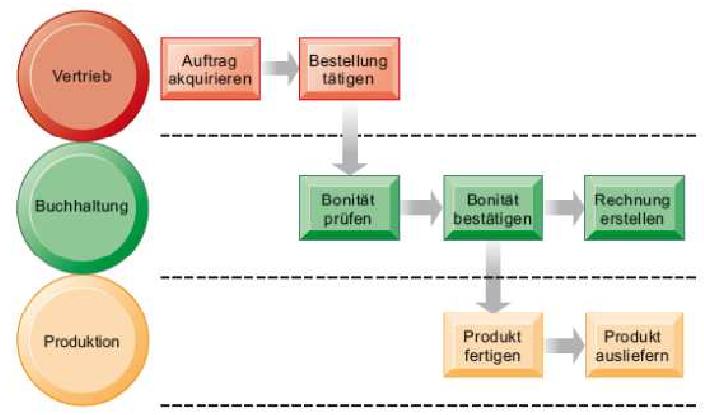 Vertrieb
Auftrag
akquirieren
Bestellung
tätigen
Buchhaltung
Bonität
prüfen
Bonität
bestätigen
Rechnung
erstellen
Produktion
Produkt
fertigen
Produkt
ausliefern